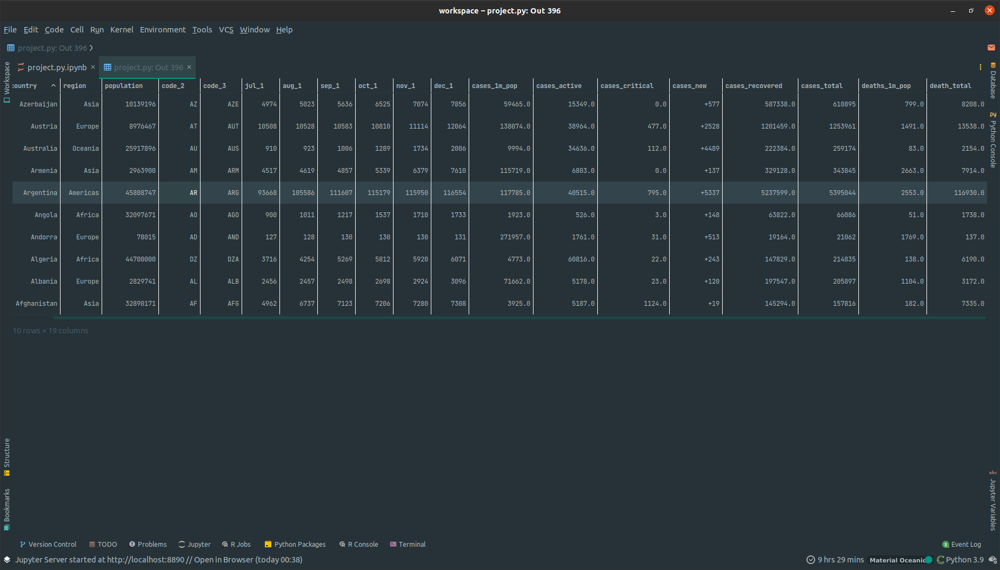 workspace – project.py: Out 396
File Edit Code Cell Run Kernel Environment Tools VCS Window Help
project.py: Out 396
project.py.ipynb project.py: Out 396
country region population code_2 code_3 jul_1 aug_1 sep_1 oct_1 nov_1 dec_1 cases_1m_pop cases_active cases_critical cases_new cases_recovered cases_total deaths_1m_pop death_total
Azerbaijan Asia 10139196 AZ AZE 4974 5023 5636 6525 7074 7856 59465.0 15349.0 0.0 +577 587338.0 610895 799.0 8208.0
Austria Europe 8976467 AT AUT 10508 10528 10583 10810 11114 12064 138074.0 38964.0 477.0 +2528 1201459.0 1253961 1491.0 13538.0
Australia Oceania 25917896 AU AUS 910 923 1006 1289 1734 2006 9994.0 34636.0 112.0 +4489 222384.0 259174 83.0 2154.0
Armenia Asia 2963900 AM ARM 4517 4619 4857 5339 6379 7610 115719.0 6803.0 0.0 +137 329128.0 343845 2663.0 7914.0
Argentina Americas 45808747 AR ARG 93668 105586 111607 115179 115950 116554 117785.0 40515.0 795.0 +5337 5237599.0 5395044 2553.0 116930.0
Angola Africa 32097671 AO AGO 900 1011 1217 1537 1710 1733 1923.0 526.0 3.0 +148 63822.0 66086 51.0 1738.0
Andorra Europe 78015 AD AND 127 128 130 130 130 131 271957.0 1761.0 31.0 +513 19164.0 21062 1769.0 137.0
Algeria Africa 44700000 DZ DZA 3716 4254 5269 5812 5920 6071 4773.0 60816.0 22.0 +243 147829.0 214835 138.0 6190.0
Albania Europe 2829741 AL ALB 2456 2457 2498 2698 2924 3096 71662.0 5178.0 23.0 +120 197547.0 205897 1104.0 3172.0
Afghanistan Asia 32890171 AF AFG 4962 6737 7123 7206 7280 7308 3925.0 5187.0 1124.0 +19 145294.0 157816 182.0 7335.0
10 rows × 19 columns
Workspace
Structure
Bookmarks
Database
py Python Console
abc Jupyter Variables
Version Control TODO Problems Jupyter R Jobs Python Packages R Console Terminal 5 Event Log
Jupyter Server started at http://localhost:8890 // Open in Browser (today 00:38) 9 hrs 29 mins Material Oceanic Python 3.9